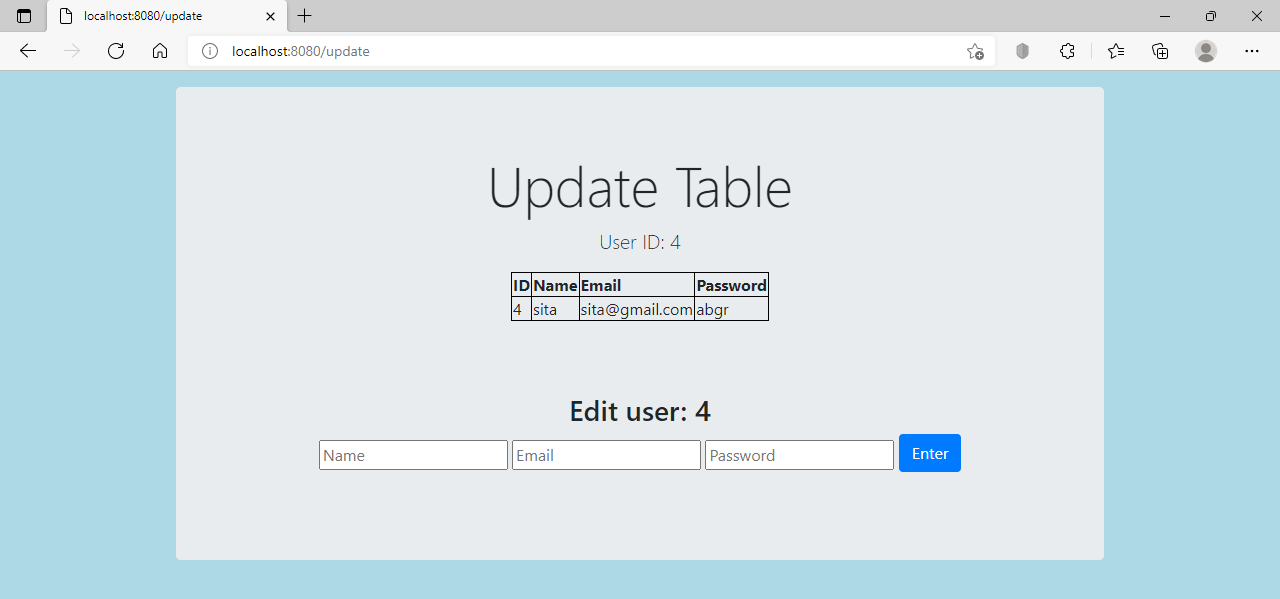 localhost:8080/update
localhost:8080/update
Update Table
User ID: 4
ID Name Email Password
4 sita sita@gmail.com abgr
Edit user: 4
Name Email Password Enter